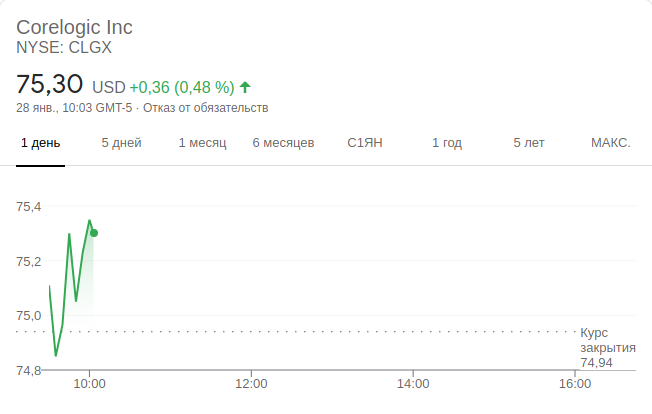 Corelogic Inc
NYSE: CLGX
75,30 USD +0,36 (0,48 %)
28 янв., 10:03 GMT-5 · Отказ от обязательств
1 день 5 дней 1 месяц 6 месяцев С1ЯН 1 год 5 лет МАКС.
75,4
75,2
75,0
Курс
закрытия
74,94
74,8
10:00 12:00 14:00 16:00